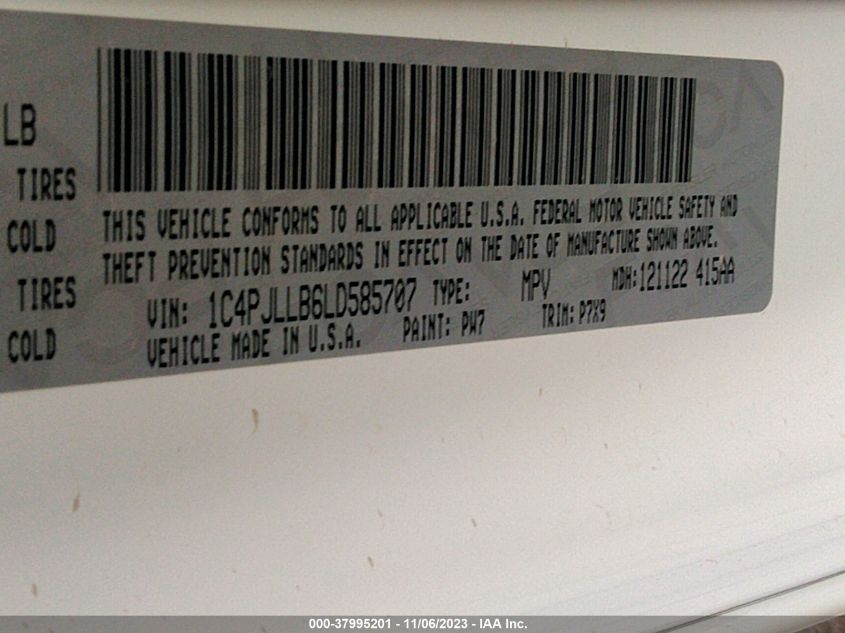 LB
TIRES
COLD
TIRES
COLD
THIS VEHICLE CONFORMS TO ALL APPLICABLE U.S.A. FEDERAL MOTOR VEHICLE SAFETY AND
THEFT PREVENTION STANDARDS IN EFFECT ON THE DATE OF MANUFACTURE SHOWN ABOVE.
VIN: 1C4PJLLB6LD585707 TYPE: MPV MDH:121122 415AA
VEHICLE MADE IN U.S.A. PAINT: PW7 TRIM: P7X9
000-37995201 - 11/06/2023 - IAA Inc.